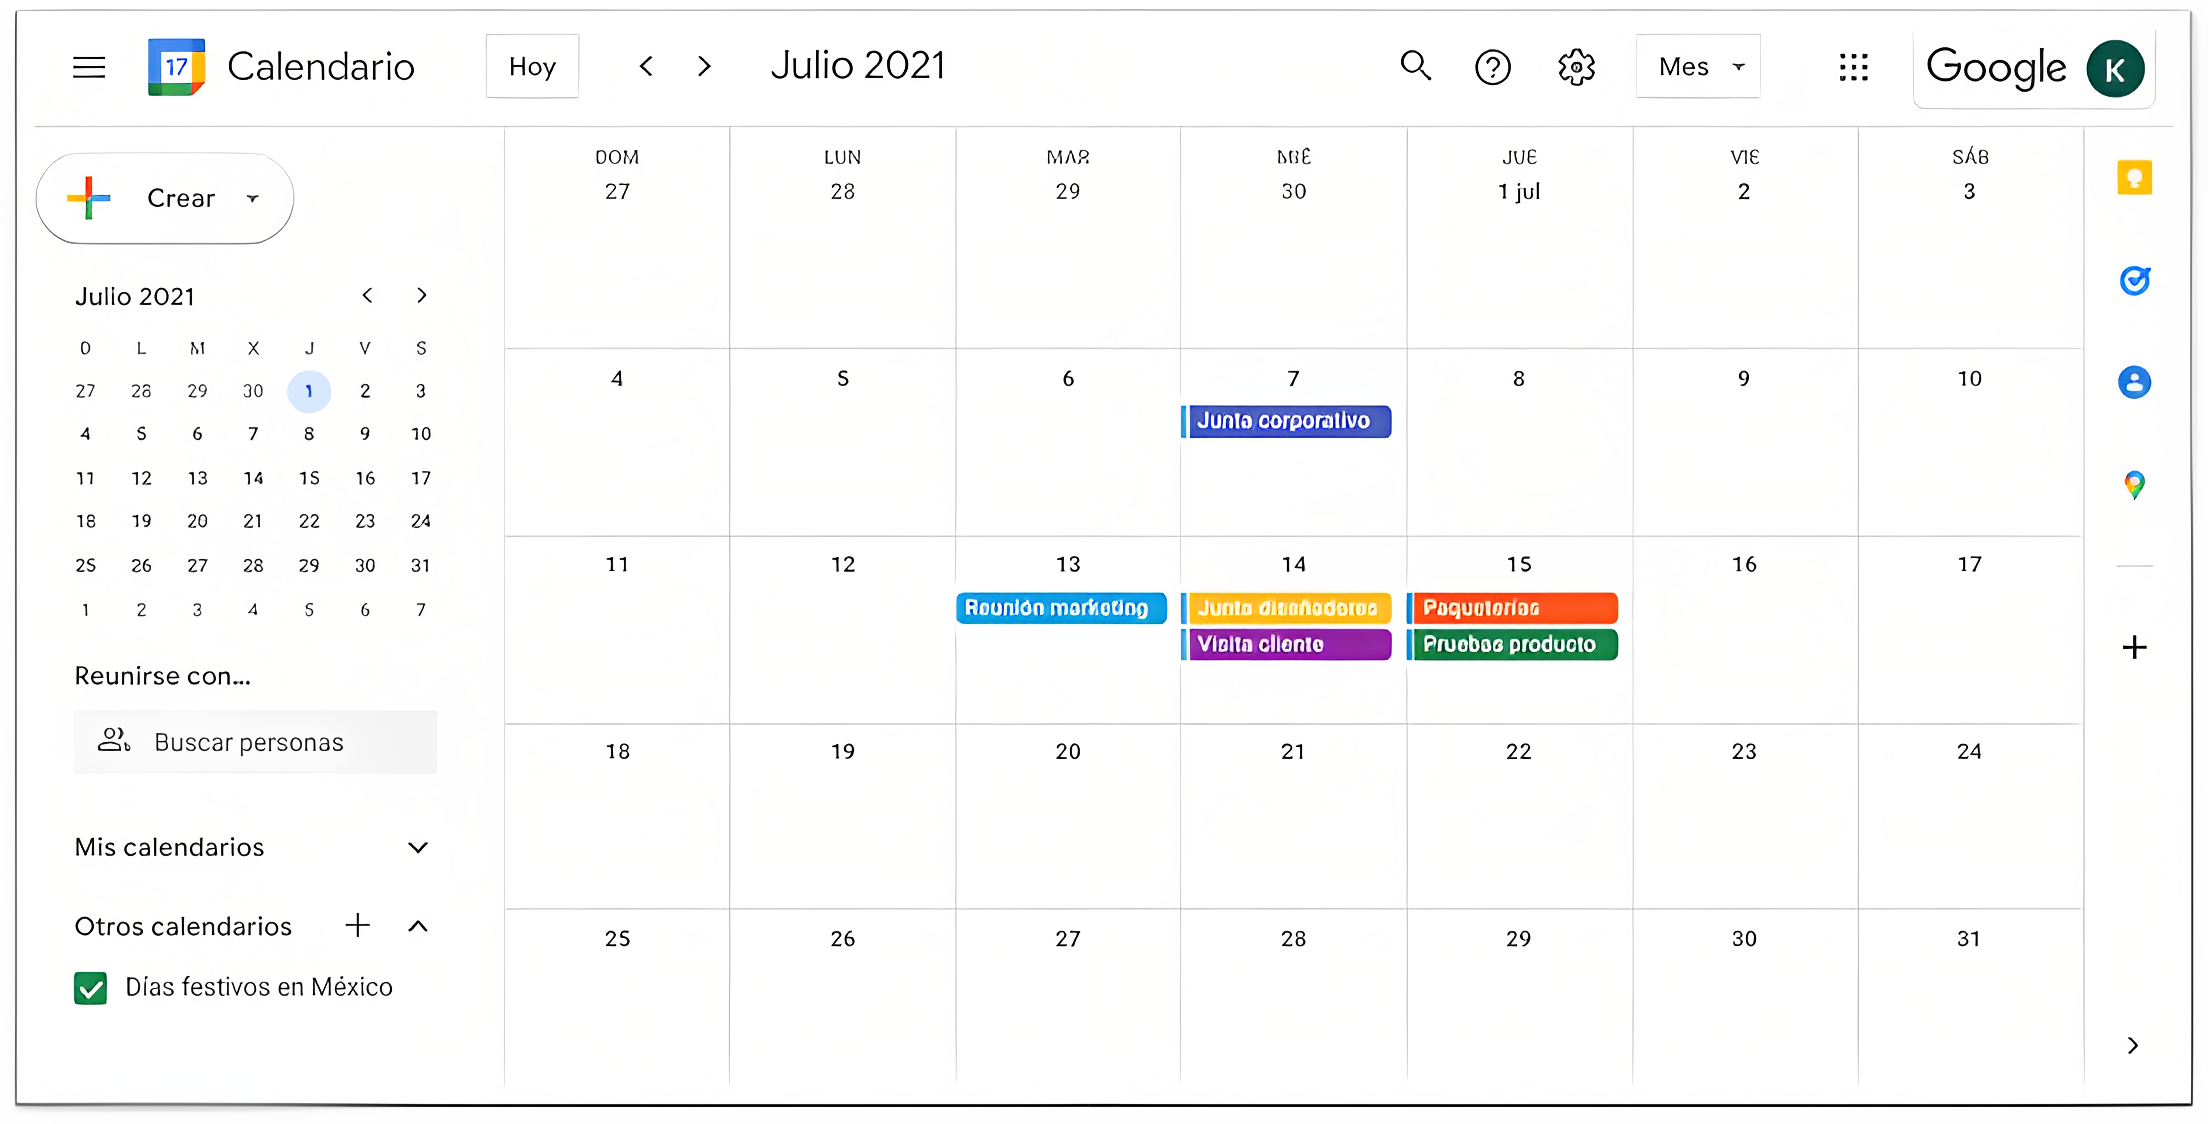 17 Calendario Hoy Julio 2021 Mes Google K
Crear
Julio 2021
D L M X J V S
27 28 29 30 1 2 3
4 5 6 7 8 9 10
11 12 13 14 15 16 17
18 19 20 21 22 23 24
25 26 27 28 29 30 31
1 2 3 4 5 6 7
Reunirse con...
Buscar personas
Mis calendarios
Otros calendarios
Días festivos en México
DOM LUN MAR MIÉ JUE VIE SÁB
27 28 29 30 1 jul 2 3
4 5 6 7 8 9 10
Junta corporativo
11 12 13 14 15 16 17
Reunión marketing Junta diseñadores Paqueterías
Visita cliente Pruebas producto
18 19 20 21 22 23 24
25 26 27 28 29 30 31